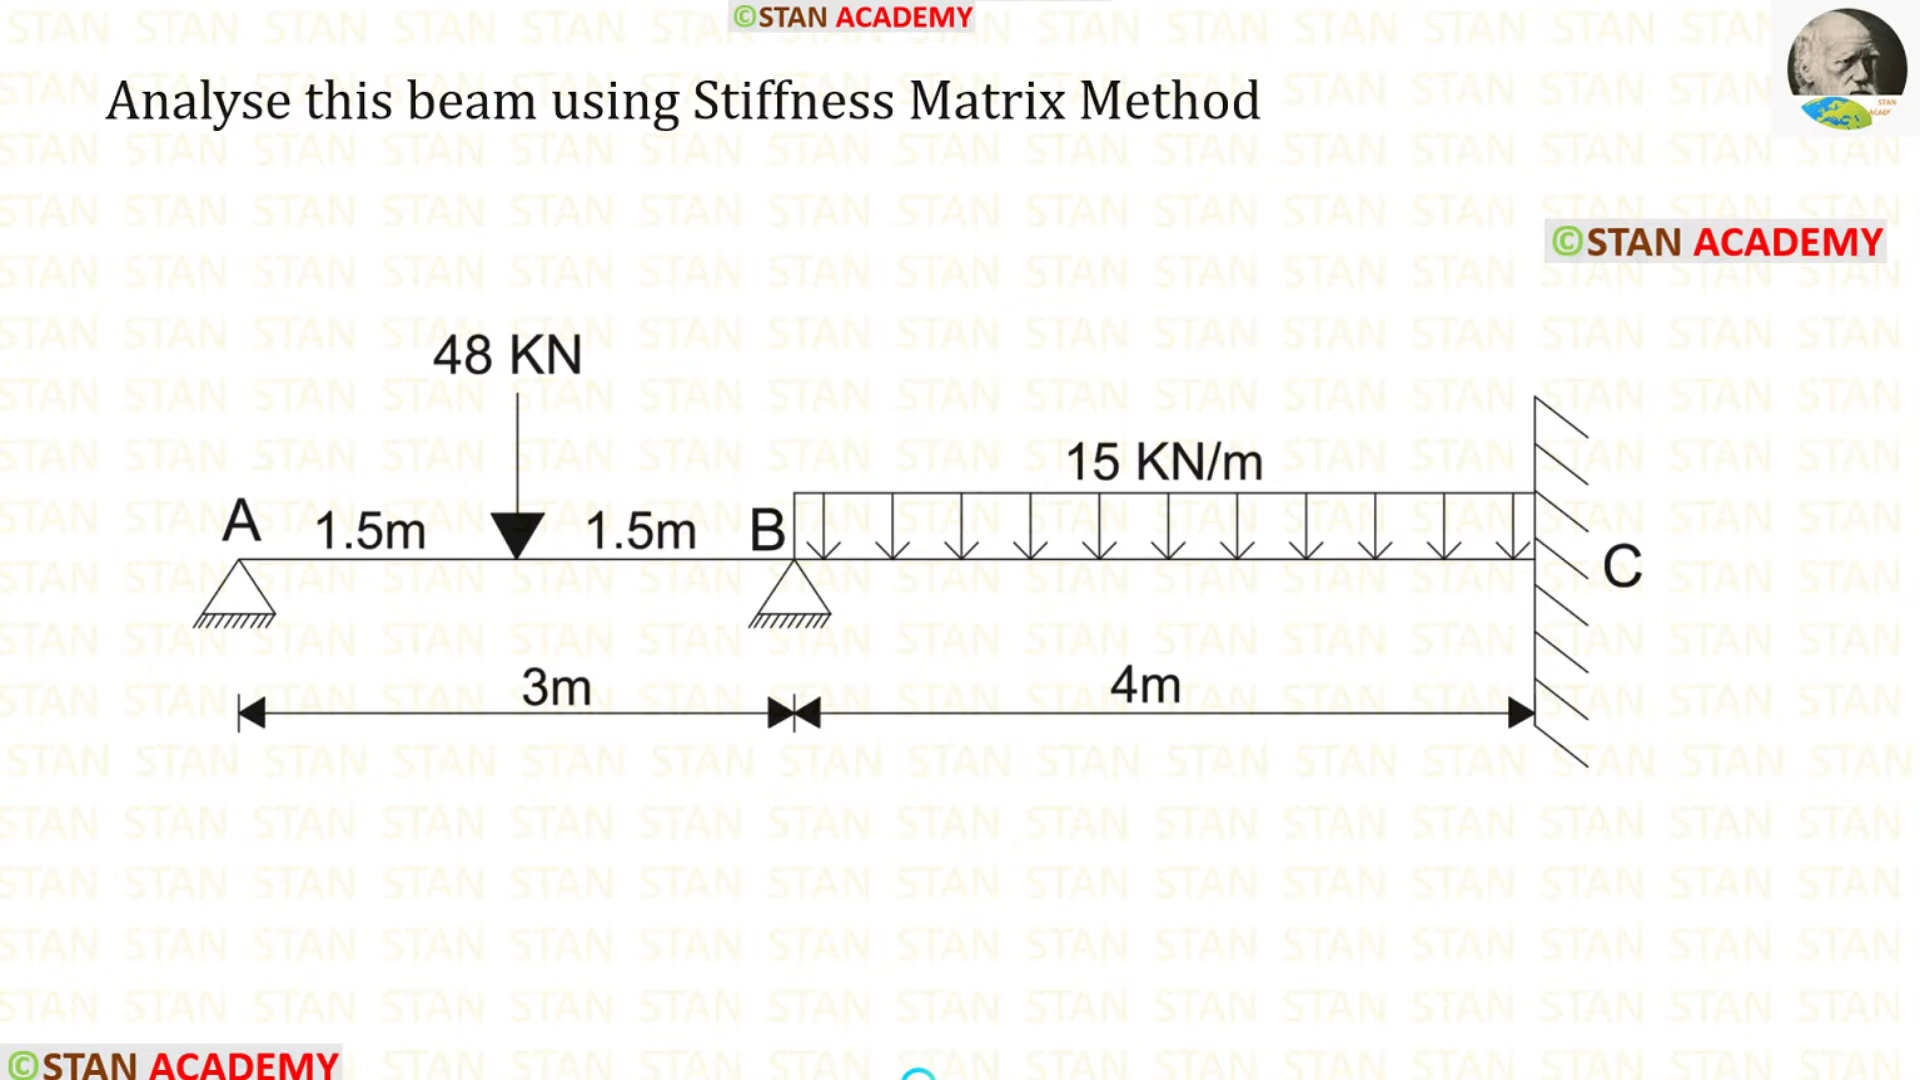 ©STAN ACADEMY
Analyse this beam using Stiffness Matrix Method
©STAN ACADEMY
48 KN
15 KN/m
A 1.5m 1.5m B
C
3m 4m
©STAN ACADEMY